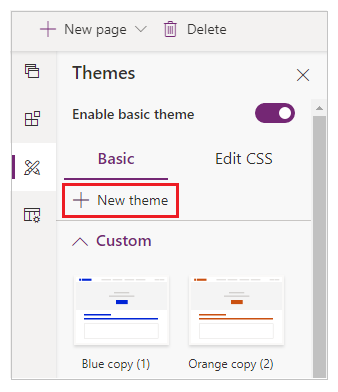 New page Delete
Themes
Enable basic theme
Basic Edit CSS
New theme
Custom
Blue copy (1) Orange copy (2)